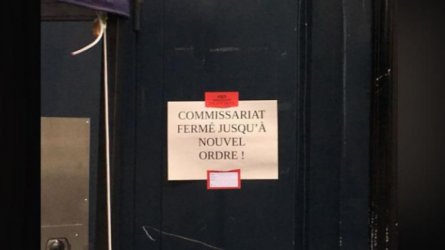 COMMISSARIAT
FERMÉ JUSQU'À
NOUVEL
ORDRE !